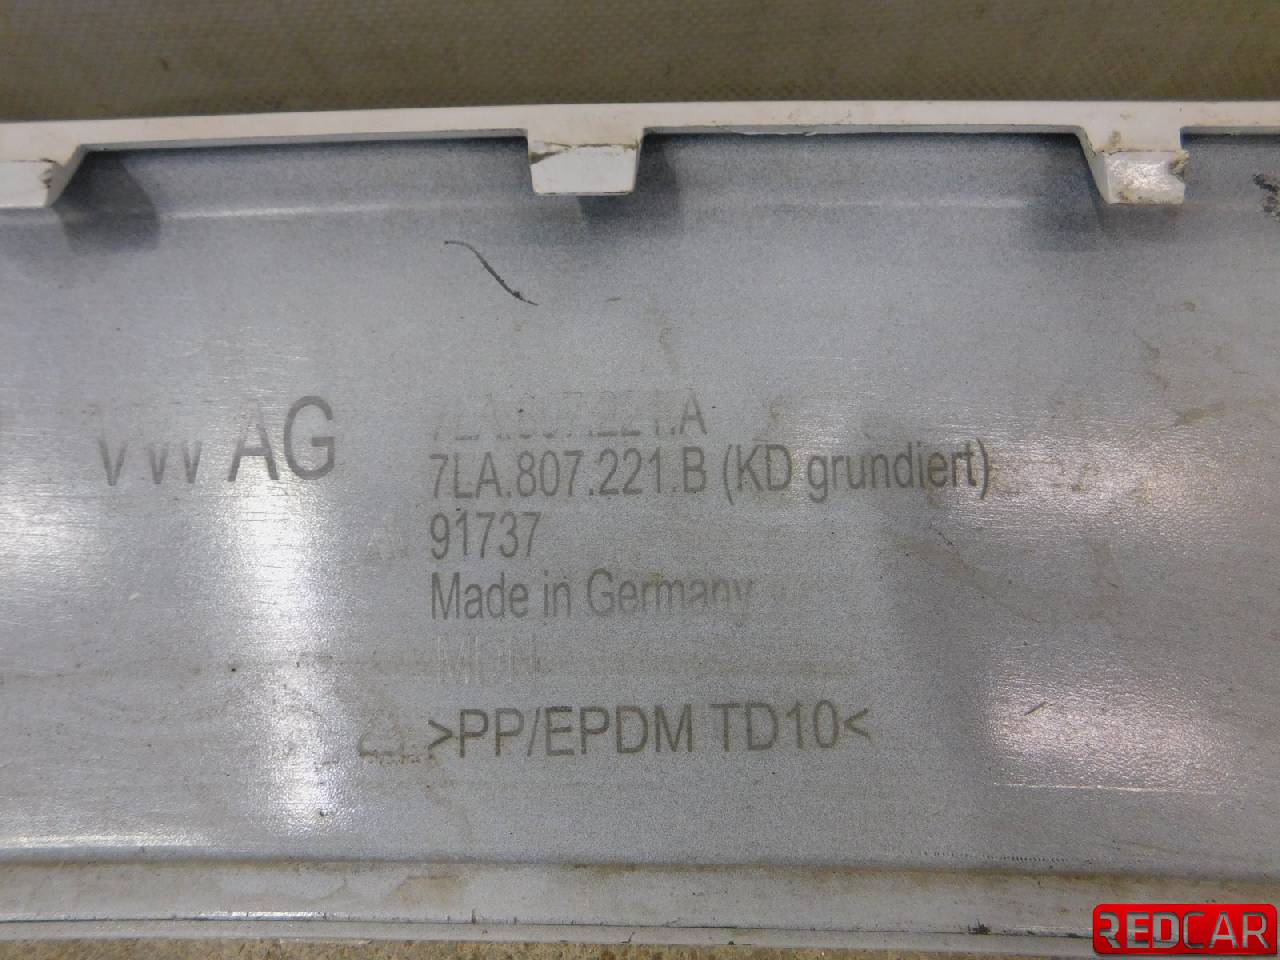 VW AG
7LA.807.221.A
7LA.807.221.B (KD grundiert)
91737
Made in Germany
>PP/EPDM TD10<
REDCAR